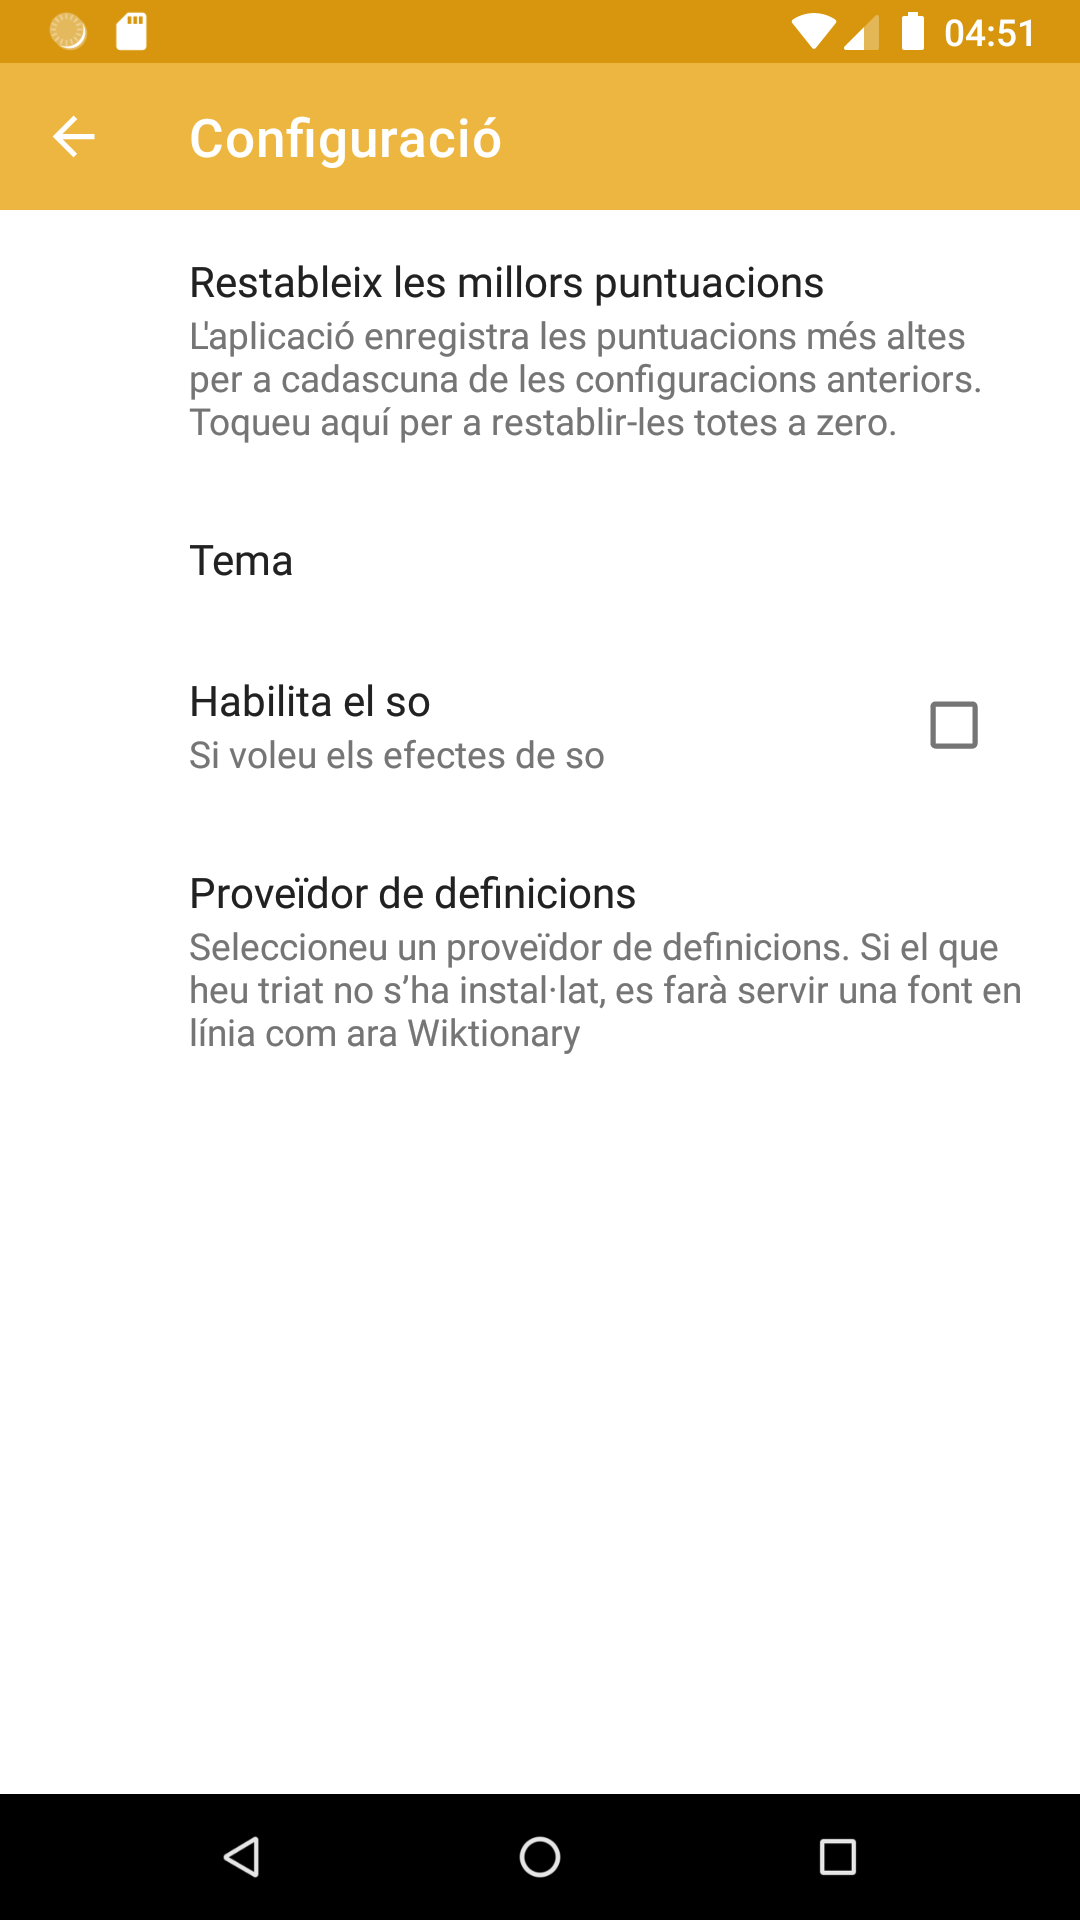 04:51
Configuració
Restableix les millors puntuacions
L'aplicació enregistra les puntuacions més altes
per a cadascuna de les configuracions anteriors.
Toqueu aquí per a restablir-les totes a zero.
Tema
Habilita el so
Si voleu els efectes de so
Proveïdor de definicions
Seleccioneu un proveïdor de definicions. Si el que
heu triat no s’ha instal·lat, es farà servir una font en
línia com ara Wiktionary